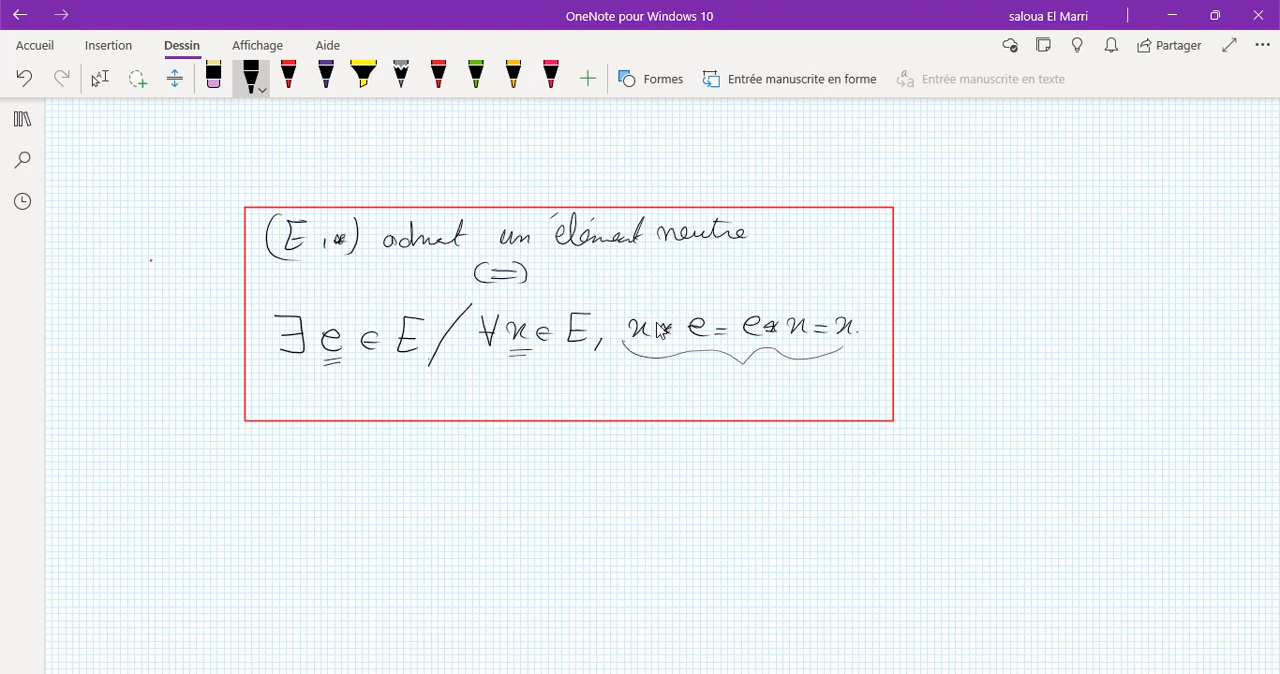 OneNote pour Windows 10
saloua El Marri
Accueil Insertion Dessin Affichage Aide
Partager
Formes Entrée manuscrite en forme Entrée manuscrite en texte
(E,*) admet un élément neutre
⟺
∃ e ∈ E / ∀ x ∈ E, x * e = e * x = x.